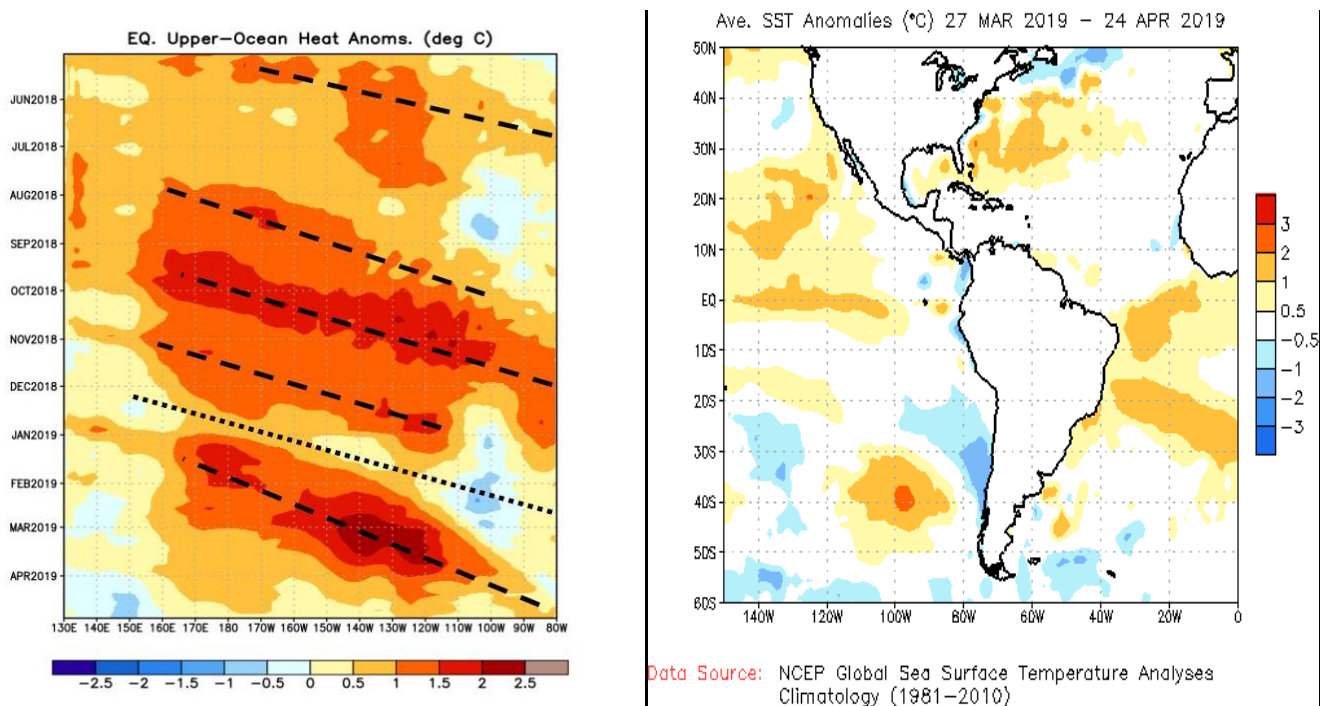 EQ. Upper-Ocean Heat Anoms. (deg C)
JUN2018
JUL2018
AUG2018
SEP2018
OCT2018
NOV2018
DEC2018
JAN2019
FEB2019
MAR2019
APR2019
130E 140E 150E 160E 170E 180 170W 160W 150W 140W 130W 120W 110W 100W 90W 80W
-2.5 -2 -1.5 -1 -0.5 0 0.5 1 1.5 2 2.5
Ave. SST Anomalies (°C) 27 MAR 2019 - 24 APR 2019
50N
40N
30N
20N
10N
EQ
10S
20S
30S
40S
50S
60S
140W 120W 100W 80W 60W 40W 20W 0
3
2
1
0.5
-0.5
-1
-2
-3
Data Source: NCEP Global Sea Surface Temperature Analyses
Climatology (1981-2010)